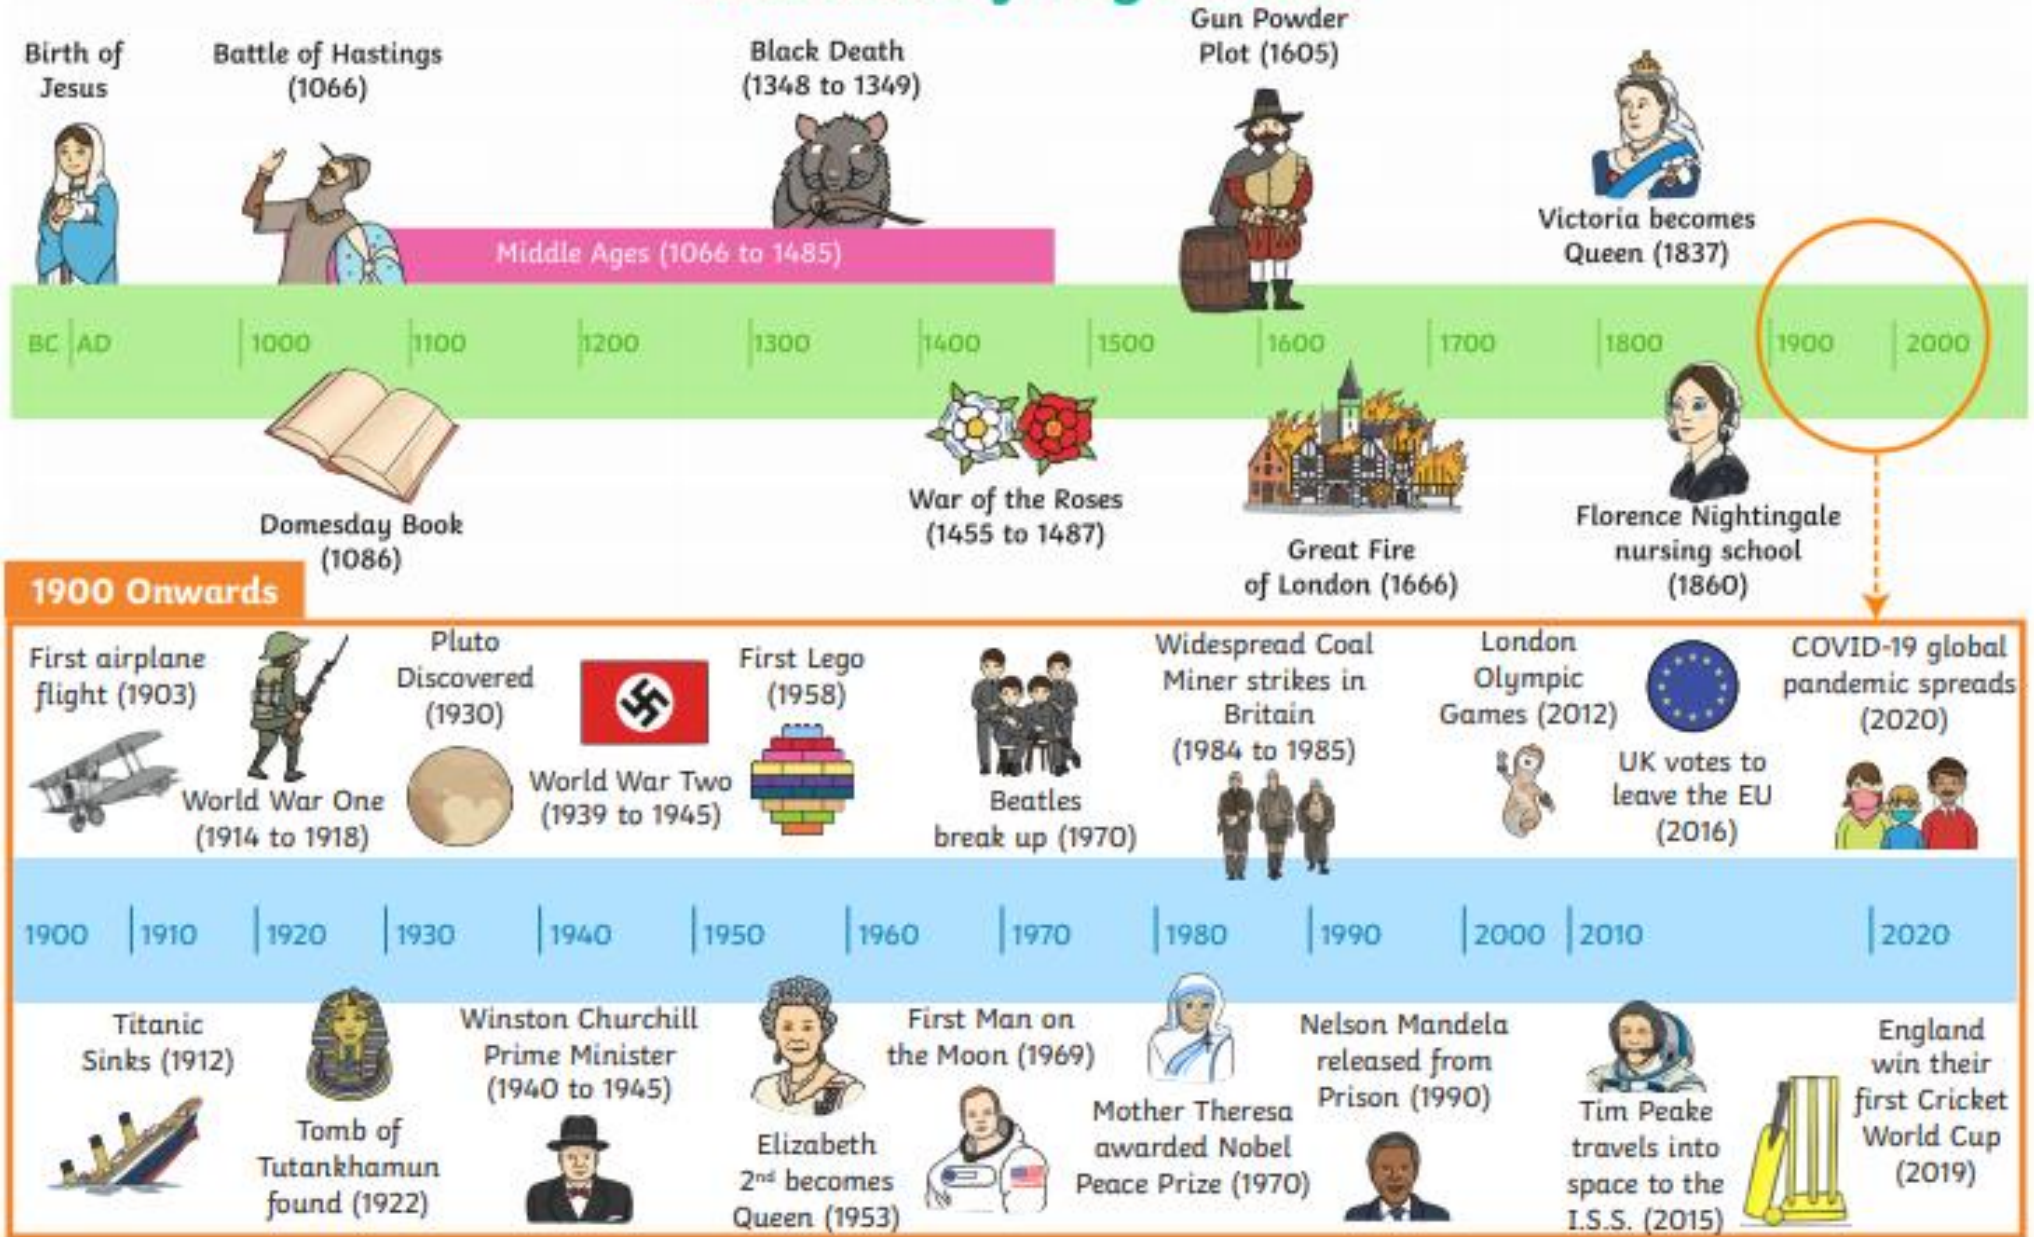 Gun Powder
Plot (1605)
Birth of
Jesus
Battle of Hastings
(1066)
Black Death
(1348 to 1349)
Victoria becomes
Queen (1837)
Middle Ages (1066 to 1485)
BC AD 1000 1100 1200 1300 1400 1500 1600 1700 1800 1900 2000
Domesday Book
(1086)
War of the Roses
(1455 to 1487)
Great Fire
of London (1666)
Florence Nightingale
nursing school
(1860)
1900 Onwards
First airplane
flight (1903)
World War One
(1914 to 1918)
Pluto
Discovered
(1930)
World War Two
(1939 to 1945)
First Lego
(1958)
Beatles
break up (1970)
Widespread Coal
Miner strikes in
Britain
(1984 to 1985)
London
Olympic
Games (2012)
UK votes to
leave the EU
(2016)
COVID-19 global
pandemic spreads
(2020)
1900 1910 1920 1930 1940 1950 1960 1970 1980 1990 2000 2010 2020
Titanic
Sinks (1912)
Tomb of
Tutankhamun
found (1922)
Winston Churchill
Prime Minister
(1940 to 1945)
Elizabeth
2nd becomes
Queen (1953)
First Man on
the Moon (1969)
Mother Theresa
awarded Nobel
Peace Prize (1970)
Nelson Mandela
released from
Prison (1990)
Tim Peake
travels into
space to the
I.S.S. (2015)
England
win their
first Cricket
World Cup
(2019)